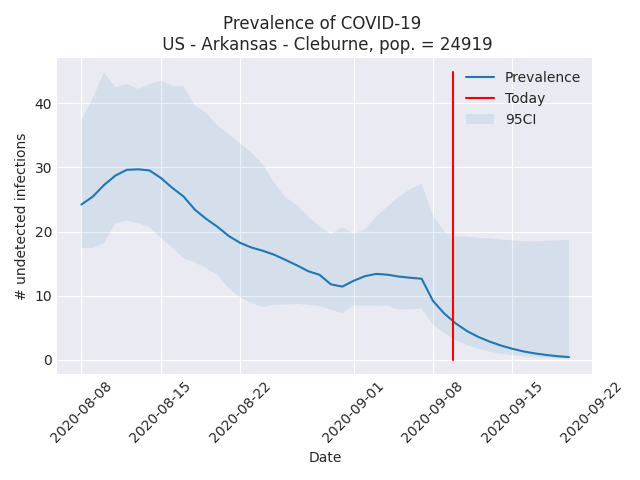 Prevalence of COVID-19
US - Arkansas - Cleburne, pop. = 24919
Prevalence
Today
95CI
# undetected infections
40
30
20
10
0
2020-08-08
2020-08-15
2020-08-22
2020-09-01
2020-09-08
2020-09-15
2020-09-22
Date